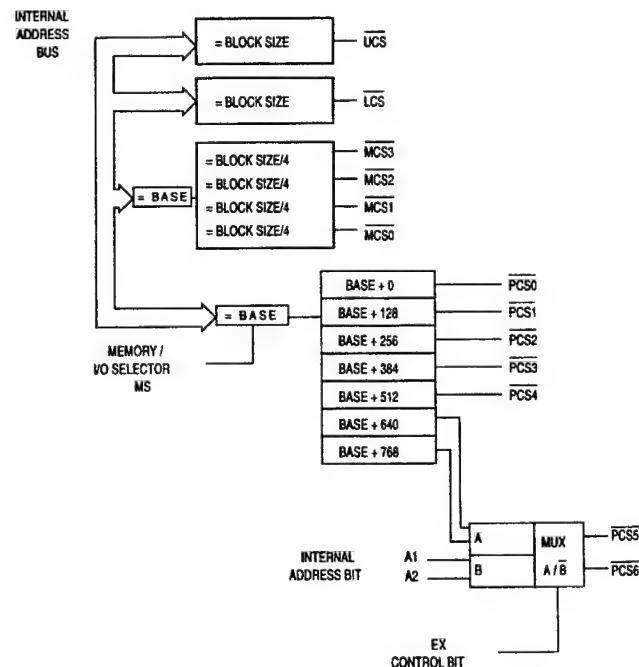 INTERNAL
ADDRESS
BUS
= BLOCK SIZE
UCS
= BLOCK SIZE
LCS
= BASE
= BLOCK SIZE/4
MCS3
= BLOCK SIZE/4
MCS2
= BLOCK SIZE/4
MCS1
= BLOCK SIZE/4
MCS0
= BASE
MEMORY /
I/O SELECTOR
MS
BASE + 0
PCS0
BASE + 128
PCS1
BASE + 256
PCS2
BASE + 384
PCS3
BASE + 512
PCS4
BASE + 640
BASE + 768
INTERNAL
ADDRESS BIT
A1
A2
A
B
MUX
A / B̅
PCS5
PCS6
EX
CONTROL BIT